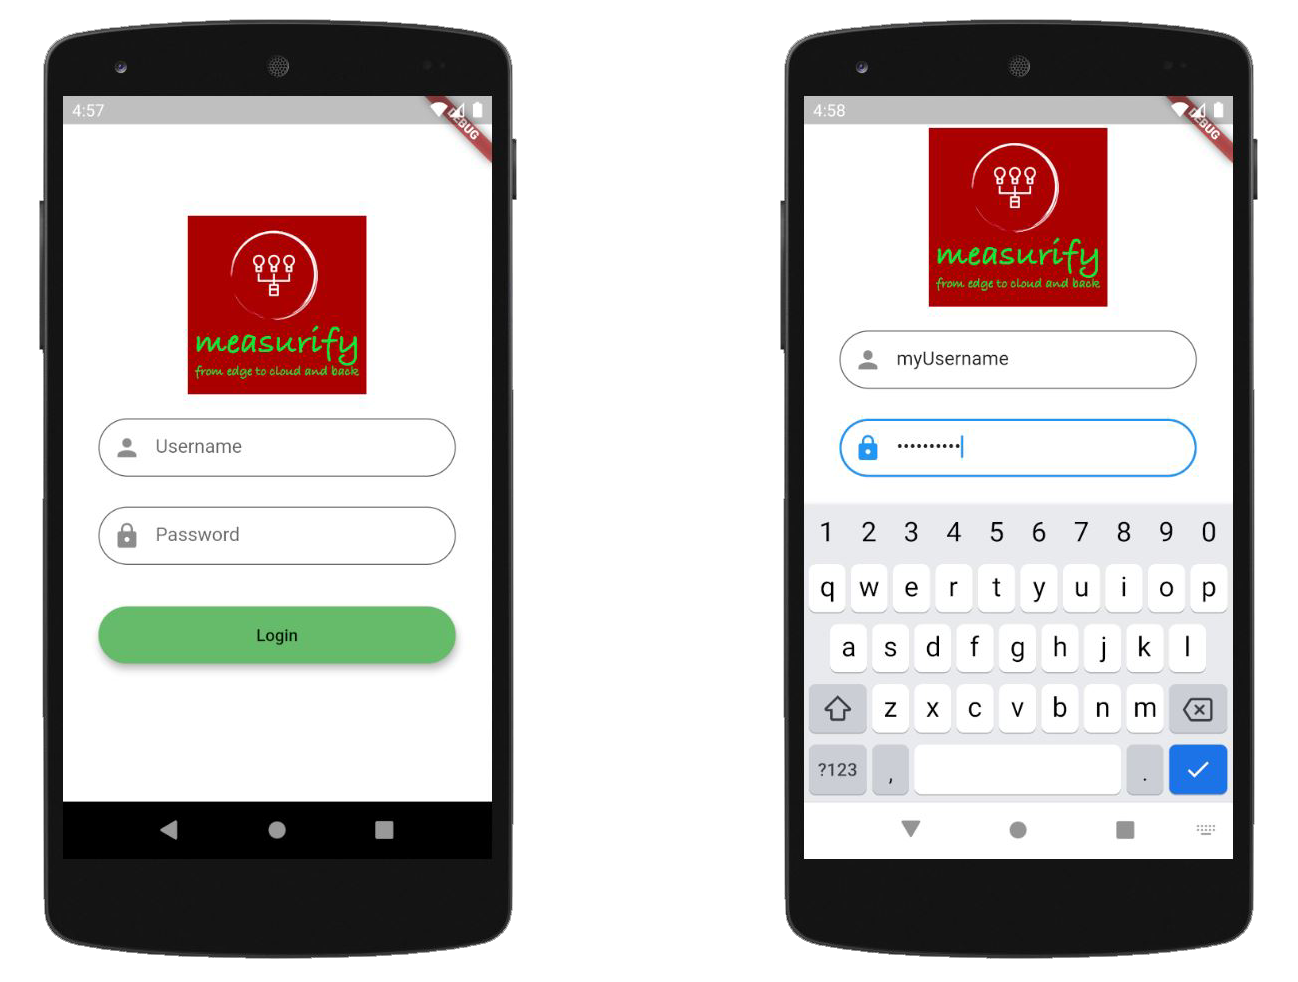 4:57
DEBUG
measurify
from edge to cloud and back
Username
Password
Login
4:58
DEBUG
measurify
from edge to cloud and back
myUsername
••••••••••
1 2 3 4 5 6 7 8 9 0
q w e r t y u i o p
a s d f g h j k l
z x c v b n m
?123 , .